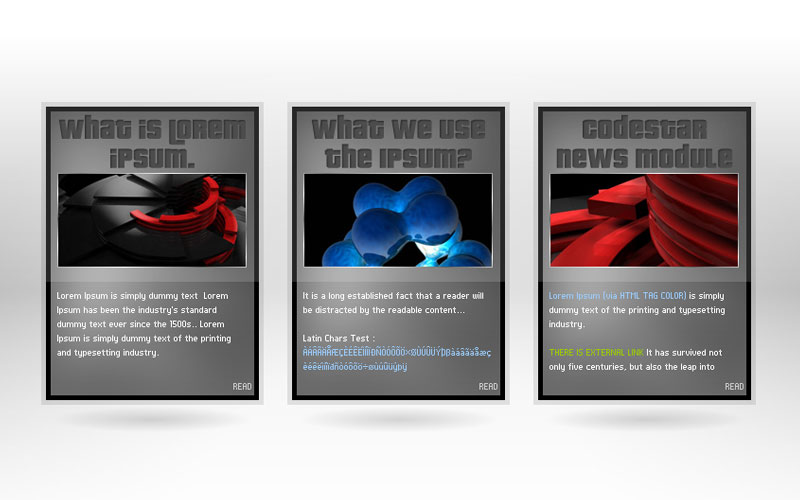 What is Lorem
ipsum.
Lorem Ipsum is simply dummy text Lorem
Ipsum has been the industry's standard
dummy text ever since the 1500s.. Lorem
Ipsum is simply dummy text of the printing
and typesetting industry.
READ
What we use
the Ipsum?
It is a long established fact that a reader will
be distracted by the readable content...
Latin Chars Test :
READ
codestar
news module
Lorem Ipsum (via HTML TAG COLOR) is simply
dummy text of the printing and typesetting
industry.
THERE IS EXTERNAL LINK It has survived not
only five centuries, but also the leap into
READ